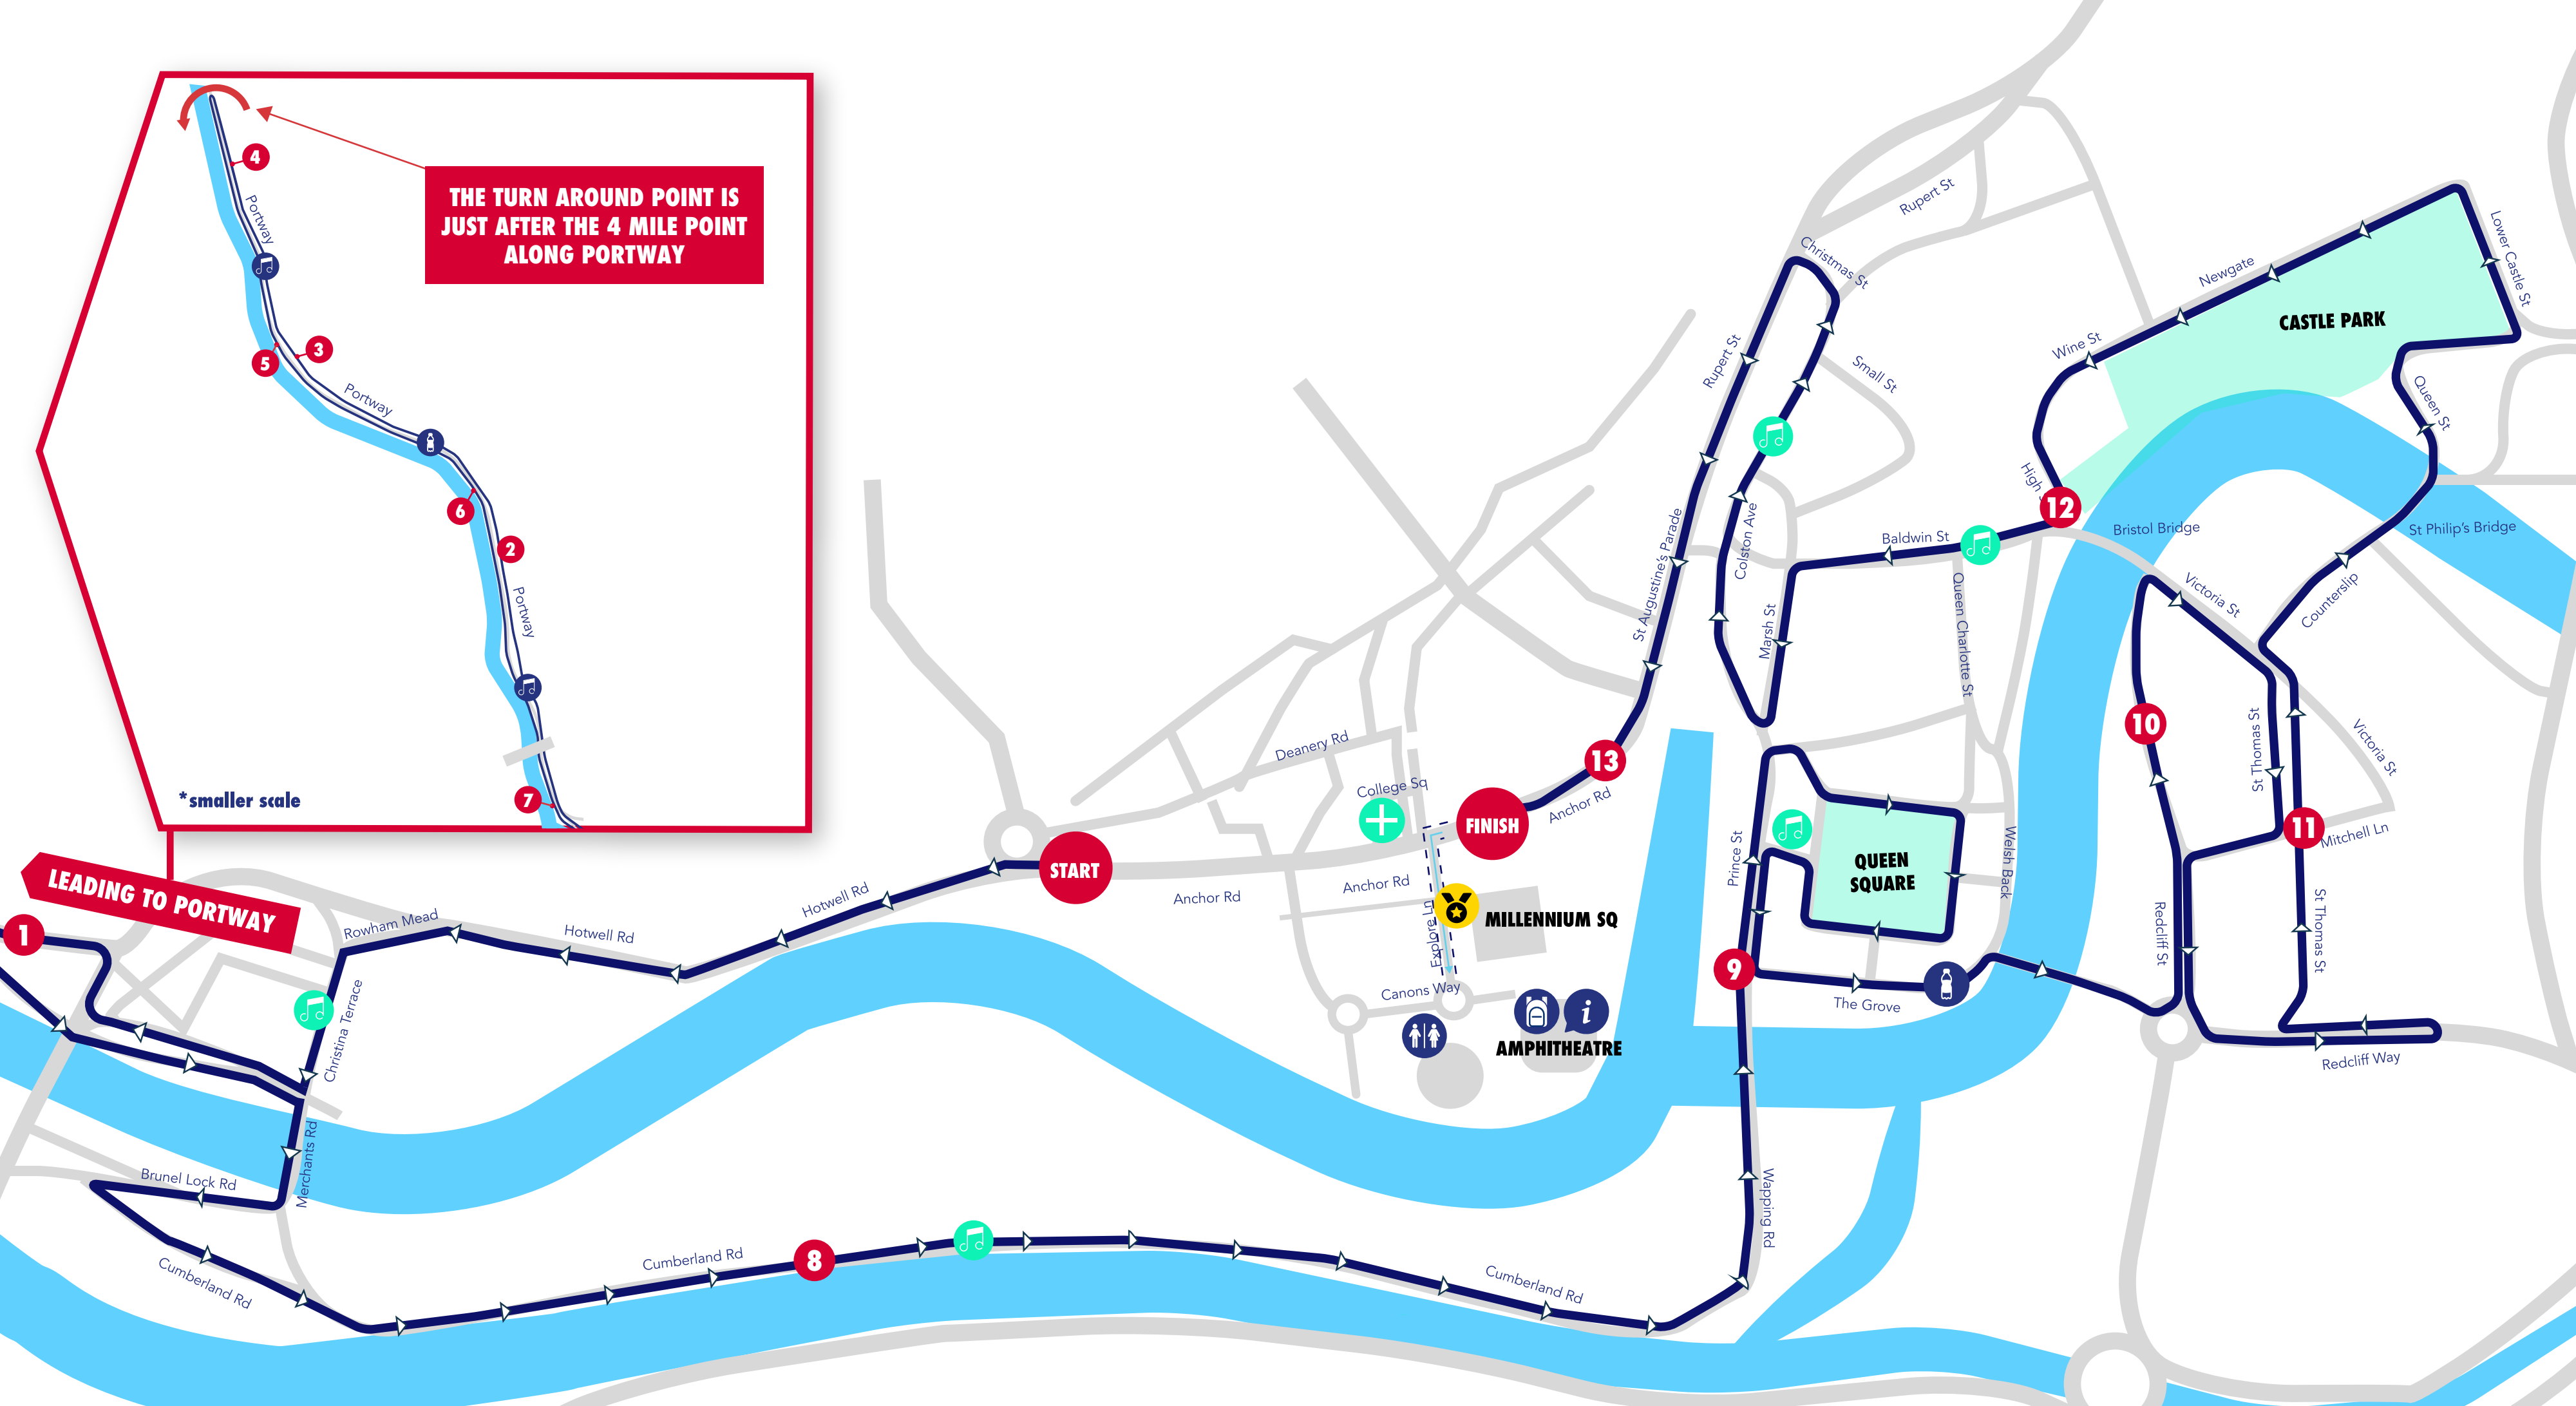 THE TURN AROUND POINT IS
JUST AFTER THE 4 MILE POINT
ALONG PORTWAY
4
Portway
3
5
Portway
6
2
Portway
7
*smaller scale
LEADING TO PORTWAY
1
Rowham Mead
Hotwell Rd
Hotwell Rd
START
Christina Terrace
Merchants Rd
Brunel Lock Rd
Cumberland Rd
Cumberland Rd
8
Cumberland Rd
Wapping Rd
Deanery Rd
College Sq
Anchor Rd
Anchor Rd
FINISH
Anchor Rd
13
Explore Ln
MILLENNIUM SQ
Canons Way
i
AMPHITHEATRE
St Augustine's Parade
Rupert St
Rupert St
Christmas St
Small St
Colston Ave
Marsh St
Baldwin St
Queen Charlotte St
Prince St
QUEEN
SQUARE
Welsh Back
9
The Grove
High
12
Wine St
Newgate
CASTLE PARK
Lower Castle St
Queen St
Bristol Bridge
St Philip's Bridge
Counterslip
Victoria St
Victoria St
10
St Thomas St
11
Mitchell Ln
Redcliff St
St Thomas St
Redcliff Way